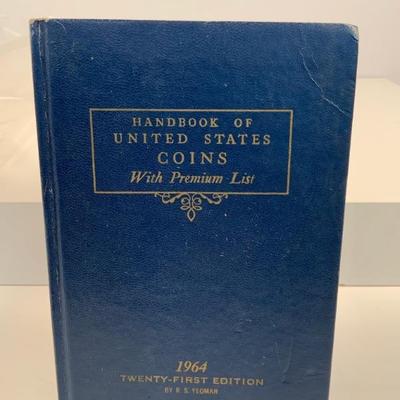 HANDBOOK OF
UNITED STATES
COINS
With Premium List
1964
TWENTY-FIRST EDITION
BY R. S. YEOMAN